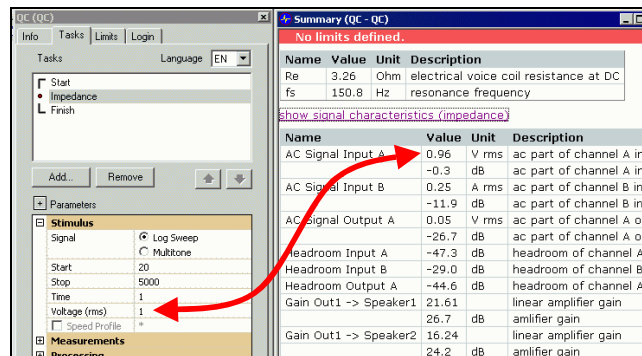 QC (QC)
Info Tasks Limits Login
Tasks Language EN
Start
Impedance
Finish
Add... Remove
Parameters
Stimulus
Signal Log Sweep
Multitone
Start 20
Stop 5000
Time 1
Voltage (rms) 1
Speed Profile *
Measurements
Processing
Summary (QC - QC)
No limits defined.
Name Value Unit Description
Re 3.26 Ohm electrical voice coil resistance at DC
fs 150.8 Hz resonance frequency
show signal characteristics (impedance)
Name Value Unit Description
AC Signal Input A 0.96 V rms ac part of channel A in
-0.3 dB ac part of channel A in
AC Signal Input B 0.25 A rms ac part of channel B in
-11.9 dB ac part of channel B in
AC Signal Output A 0.05 V rms ac part of channel A o
-26.7 dB ac part of channel A o
Headroom Input A -47.3 dB headroom of channel A
Headroom Input B -29.0 dB headroom of channel B
Headroom Output A -44.6 dB headroom of channel A
Gain Out1 -> Speaker1 21.61 linear amplifier gain
26.7 dB amlifier gain
Gain Out1 -> Speaker2 16.24 linear amplifier gain
24.2 dB amlifier gain